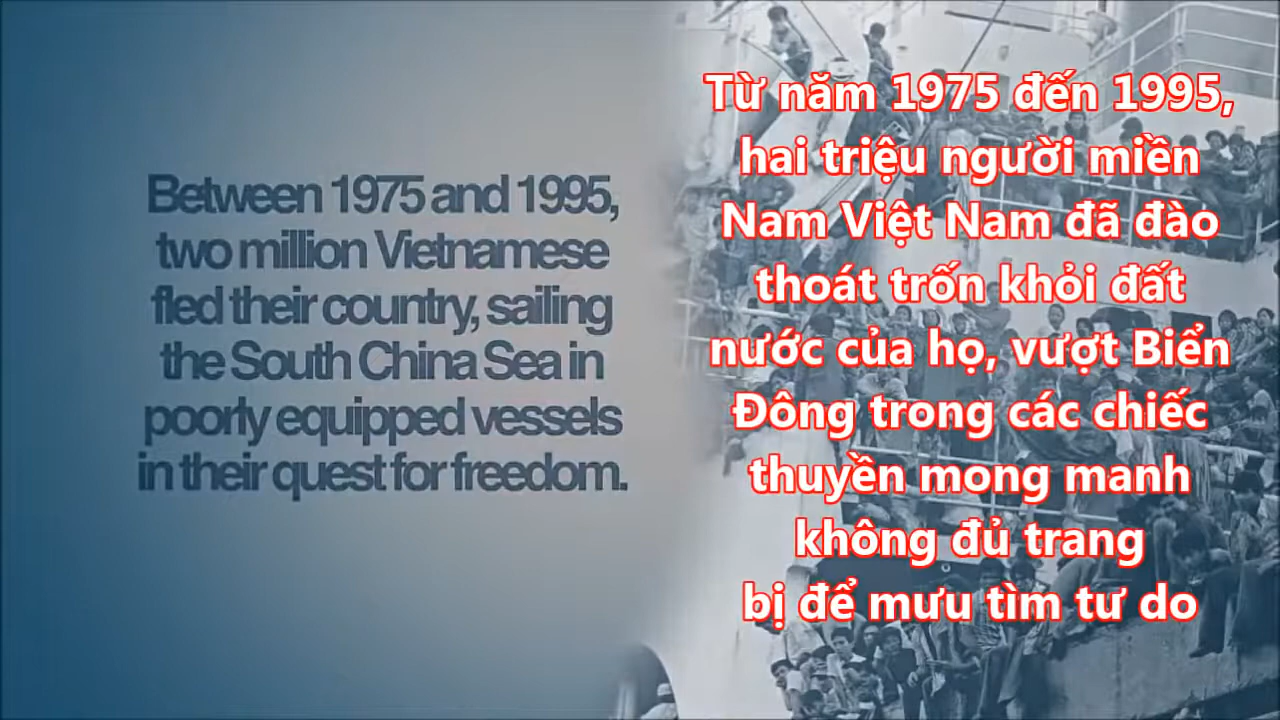 Between 1975 and 1995,
two million Vietnamese
fled their country, sailing
the South China Sea in
poorly equipped vessels
in their quest for freedom.
Từ năm 1975 đến 1995,
hai triệu người miền
Nam Việt Nam đã đào
thoát trốn khỏi đất
nước của họ, vượt Biển
Đông trong các chiếc
thuyền mong manh
không đủ trang
bị để mưu tìm tư do